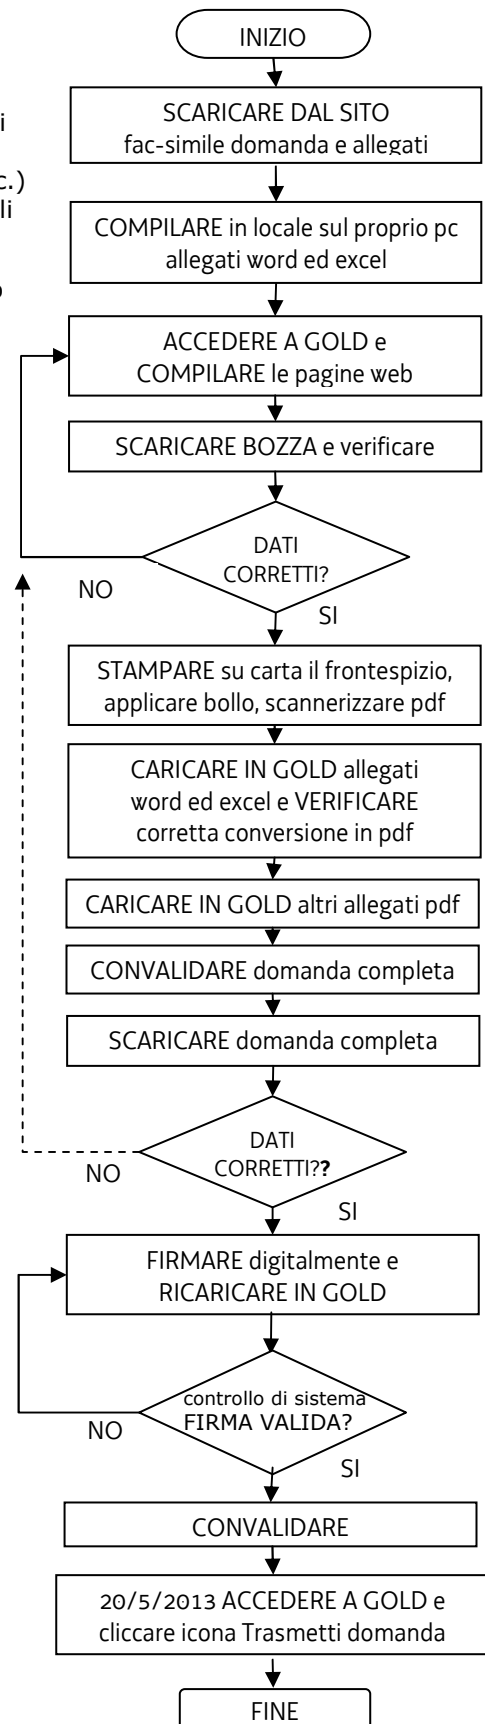 INIZIO
SCARICARE DAL SITO
fac-simile domanda e allegati
i
c.)
li
COMPILARE in locale sul proprio pc
allegati word ed excel
o
ACCEDERE A GOLD e
COMPILARE le pagine web
SCARICARE BOZZA e verificare
DATI
CORRETTI?
NO
SI
STAMPARE su carta il frontespizio,
applicare bollo, scannerizzare pdf
CARICARE IN GOLD allegati
word ed excel e VERIFICARE
corretta conversione in pdf
CARICARE IN GOLD altri allegati pdf
CONVALIDARE domanda completa
SCARICARE domanda completa
DATI
CORRETTI??
NO
SI
FIRMARE digitalmente e
RICARICARE IN GOLD
controllo di sistema
FIRMA VALIDA?
NO
SI
CONVALIDARE
20/5/2013 ACCEDERE A GOLD e
cliccare icona Trasmetti domanda
FINE